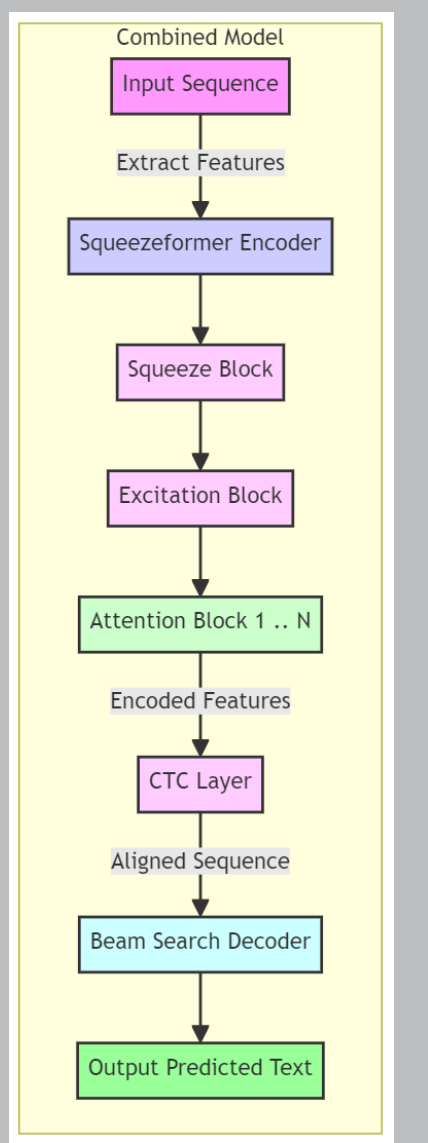 Combined Model
Input Sequence
Extract Features
Squeezeformer Encoder
Squeeze Block
Excitation Block
Attention Block 1 .. N
Encoded Features
CTC Layer
Aligned Sequence
Beam Search Decoder
Output Predicted Text